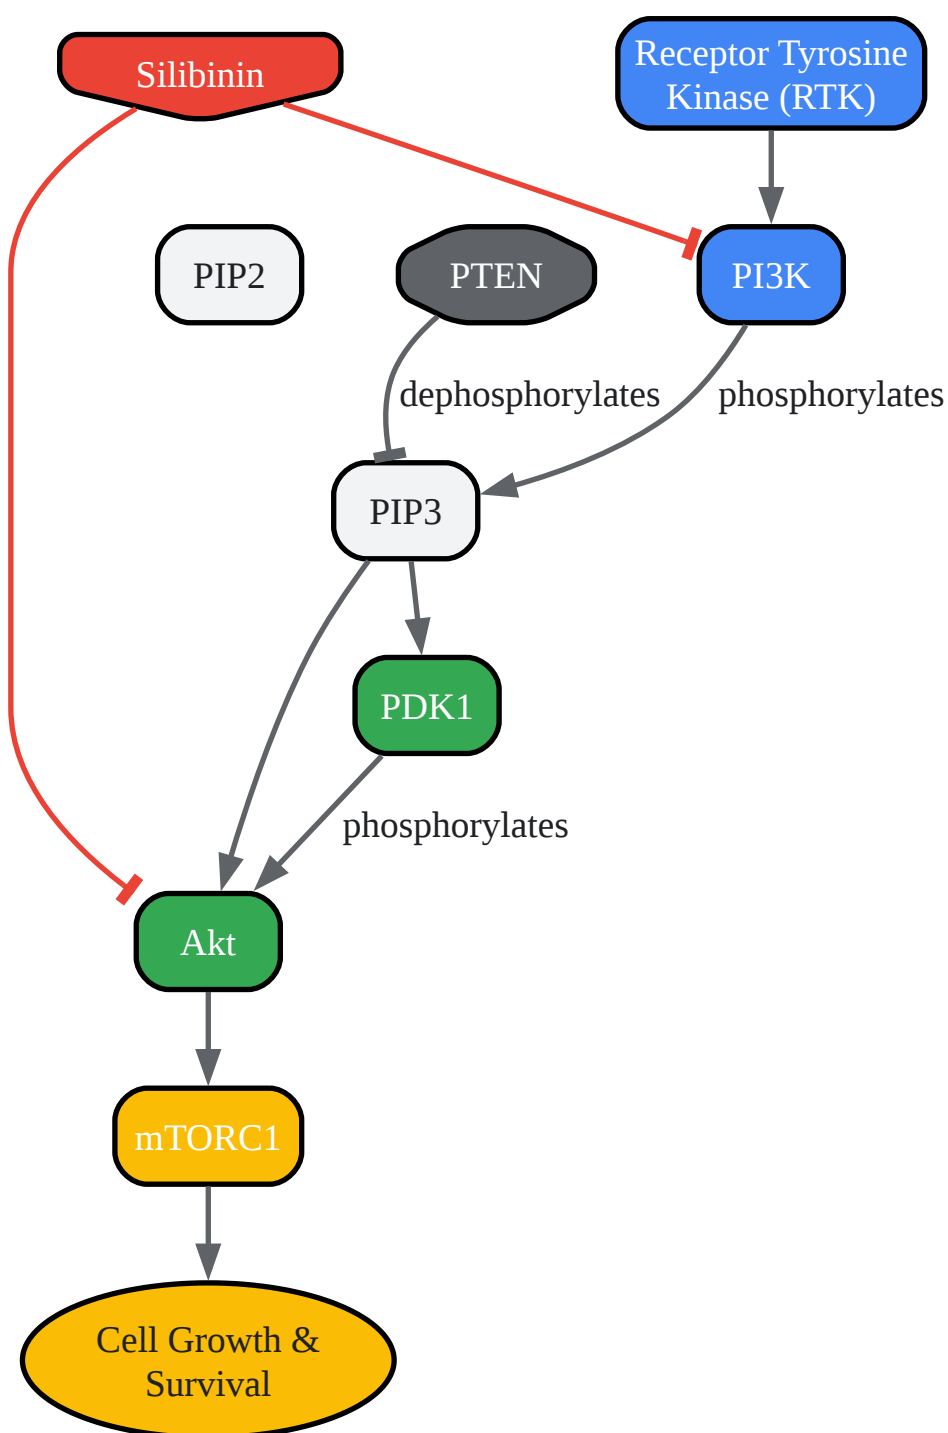 Silibinin
Receptor Tyrosine
Kinase (RTK)
PIP2
PTEN
PI3K
dephosphorylates
phosphorylates
PIP3
PDK1
phosphorylates
Akt
mTORC1
Cell Growth &
Survival